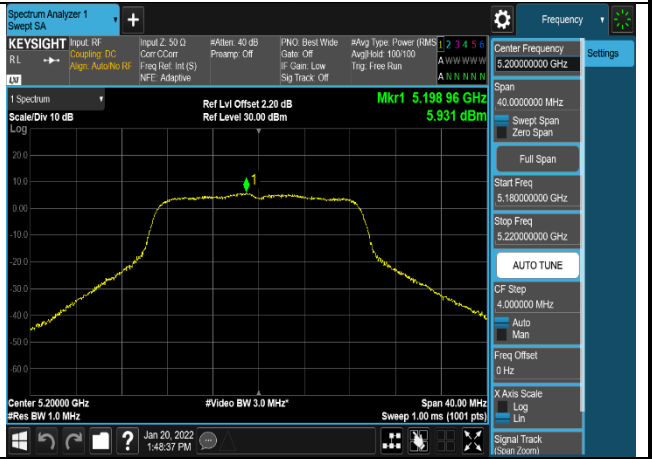 Spectrum Analyzer 1
Swept SA
+
Frequency
KEYSIGHT
RL
LXI
Input: RF
Coupling: DC
Align: Auto/No RF
Input Z: 50 Ω
Corr CCorr
Freq Ref: Int (S)
NFE: Adaptive
#Atten: 40 dB
Preamp: Off
PNO: Best Wide
Gate: Off
IF Gain: Low
Sig Track: Off
#Avg Type: Power (RMS
Avg|Hold: 100/100
Trig: Free Run
1 2 3 4 5 6
A W W W W W
A N N N N N
Center Frequency
5.200000000 GHz
Settings
Span
40.0000000 MHz
Swept Span
Zero Span
Full Span
Start Freq
5.180000000 GHz
Stop Freq
5.220000000 GHz
AUTO TUNE
CF Step
4.000000 MHz
Auto
Man
Freq Offset
0 Hz
X Axis Scale
Log
Lin
Signal Track
(Span Zoom)
1 Spectrum
Scale/Div 10 dB
Ref Lvl Offset 2.20 dB
Ref Level 30.00 dBm
Mkr1 5.198 96 GHz
5.931 dBm
Log
20.0
10.0
1
0.00
-10.0
-20.0
-30.0
-40.0
-50.0
-60.0
Center 5.20000 GHz
#Video BW 3.0 MHz*
Span 40.00 MHz
#Res BW 1.0 MHz
Sweep 1.00 ms (1001 pts)
?
Jan 20, 2022
1:48:37 PM